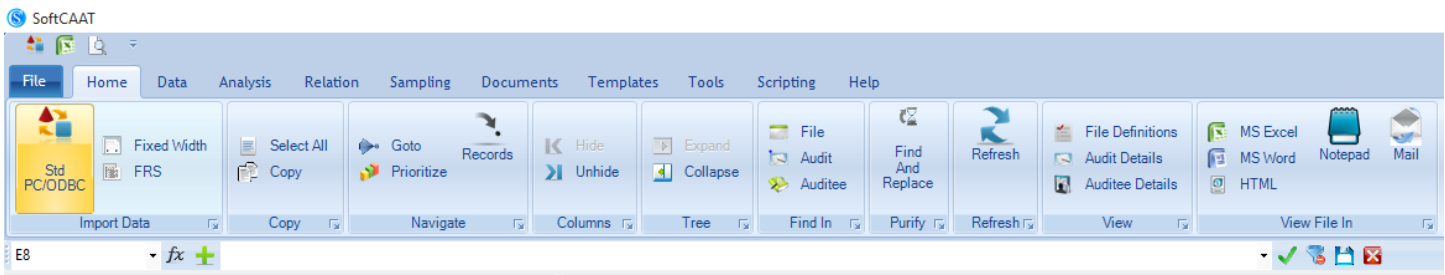 SoftCAAT
File Home Data Analysis Relation Sampling Documents Templates Tools Scripting Help
Std PC/ODBC
Fixed Width
FRS
Import Data
Select All
Copy
Copy
Goto
Prioritize
Records
Navigate
Hide
Unhide
Columns
Expand
Collapse
Tree
File
Audit
Auditee
Find In
Find
And
Replace
Purify
Refresh
Refresh
File Definitions
Audit Details
Auditee Details
View
MS Excel
MS Word
HTML
Notepad
Mail
View File In
E8 fx